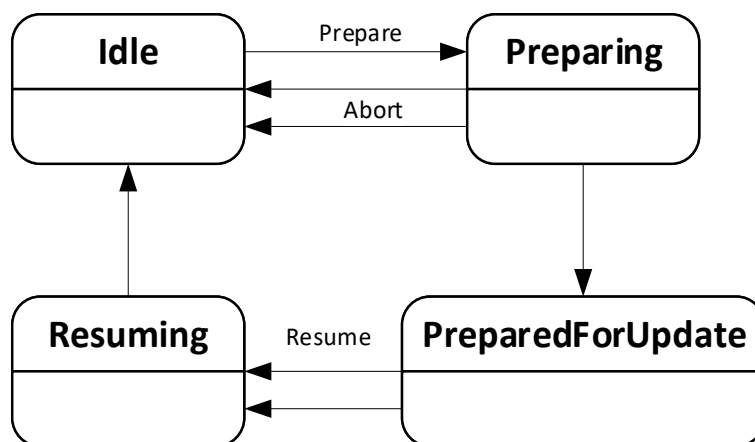 Idle
Prepare
Preparing
Abort
Resuming
Resume
PreparedForUpdate